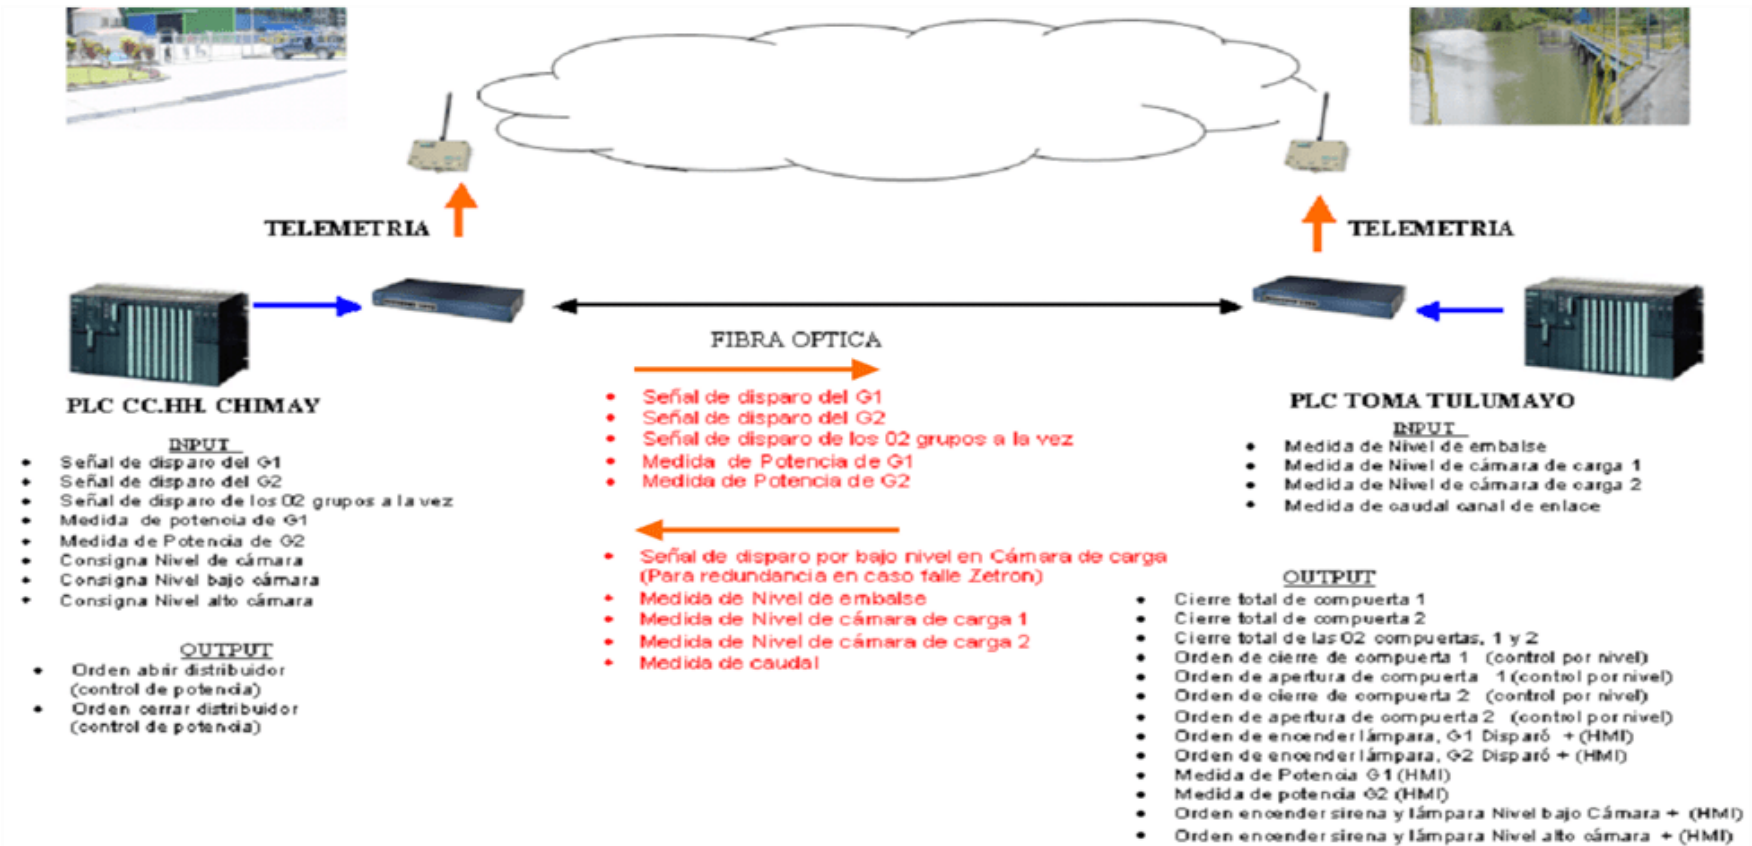 TELEMETRIA
TELEMETRIA
FIBRA OPTICA
PLC CC.HH. CHIMAY
INPUT
• Señal de disparo del G1
• Señal de disparo del G2
• Señal de disparo de los 02 grupos a la vez
• Medida de potencia de G1
• Medida de Potencia de G2
• Consigna Nivel de cámara
• Consigna Nivel bajo cámara
• Consigna Nivel alto cámara
OUTPUT
• Orden abrir distribuidor
(control de potencia)
• Orden cerrar distribuidor
(control de potencia)
• Señal de disparo del G1
• Señal de disparo del G2
• Señal de disparo de los 02 grupos a la vez
• Medida de Potencia de G1
• Medida de Potencia de G2
• Señal de disparo por bajo nivel en Cámara de carga
(Para redundancia en caso falle Zetron)
• Medida de Nivel de embalse
• Medida de Nivel de cámara de carga 1
• Medida de Nivel de cámara de carga 2
• Medida de caudal
PLC TOMA TULUMAYO
INPUT
• Medida de Nivel de embalse
• Medida de Nivel de cámara de carga 1
• Medida de Nivel de cámara de carga 2
• Medida de caudal canal de enlace
OUTPUT
• Cierre total de compuerta 1
• Cierre total de compuerta 2
• Cierre total de las 02 compuertas, 1 y 2
• Orden de cierre de compuerta 1 (control por nivel)
• Orden de apertura de compuerta 1 (control por nivel)
• Orden de cierre de compuerta 2 (control por nivel)
• Orden de apertura de compuerta 2 (control por nivel)
• Orden de encender lámpara, G1 Disparó + (HMI)
• Orden de encender lámpara, G2 Disparó + (HMI)
• Medida de Potencia G1 (HMI)
• Medida de potencia G2 (HMI)
• Orden encender sirena y lámpara Nivel bajo Cámara + (HMI)
• Orden encender sirena y lámpara Nivel alto cámara + (HMI)